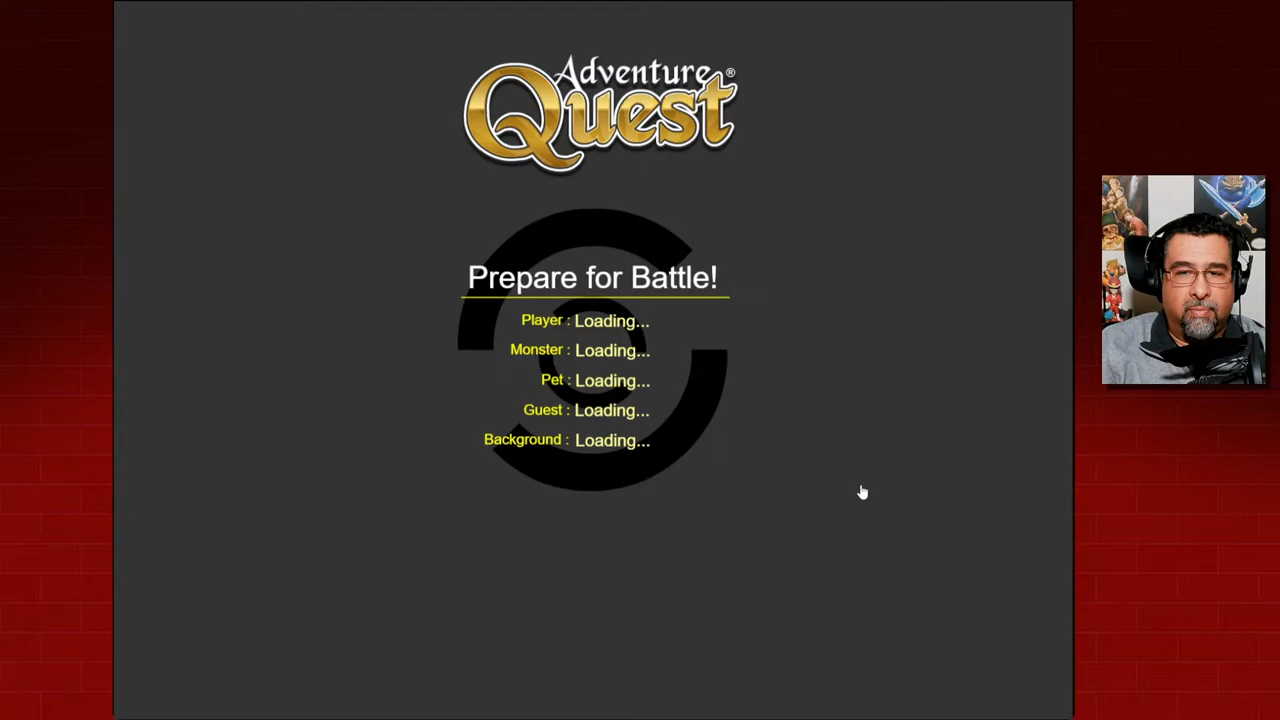 Adventure®
Quest
Prepare for Battle!
Player : Loading...
Monster : Loading...
Pet : Loading...
Guest : Loading...
Background : Loading...